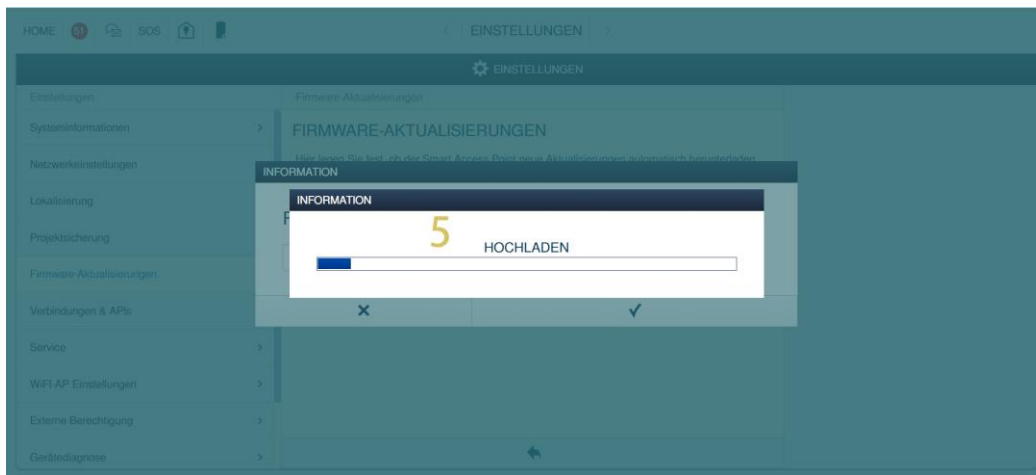 HOME 51 SOS
EINSTELLUNGEN
EINSTELLUNGEN
Einstellungen
Systeminformationen
Netzwerkeinstellungen
Lokalisierung
Projektsicherung
Firmware-Aktualisierungen
Verbindungen & APIs
Service
WiFi AP Einstellungen
Externe Berechtigung
Gerätediagnose
Firmware-Aktualisierungen
FIRMWARE-AKTUALISIERUNGEN
Hier legen Sie fest, ob der Smart Access Point neue Aktualisierungen automatisch herunterladen
INFORMATION
INFORMATION
5
HOCHLADEN